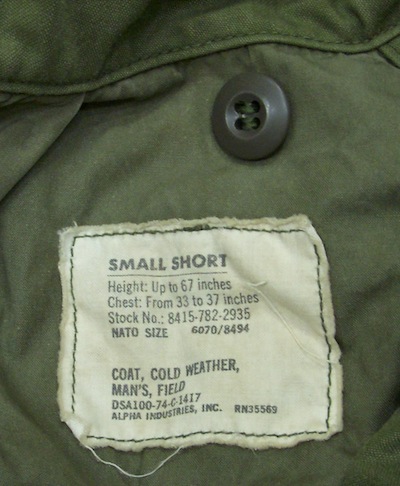 SMALL SHORT
Height: Up to 67 inches
Chest: From 33 to 37 inches
Stock No.: 8415-782-2935
NATO SIZE 6070/8494
COAT, COLD WEATHER,
MAN'S, FIELD
DSA100-74-C-1417
ALPHA INDUSTRIES, INC. RN35569